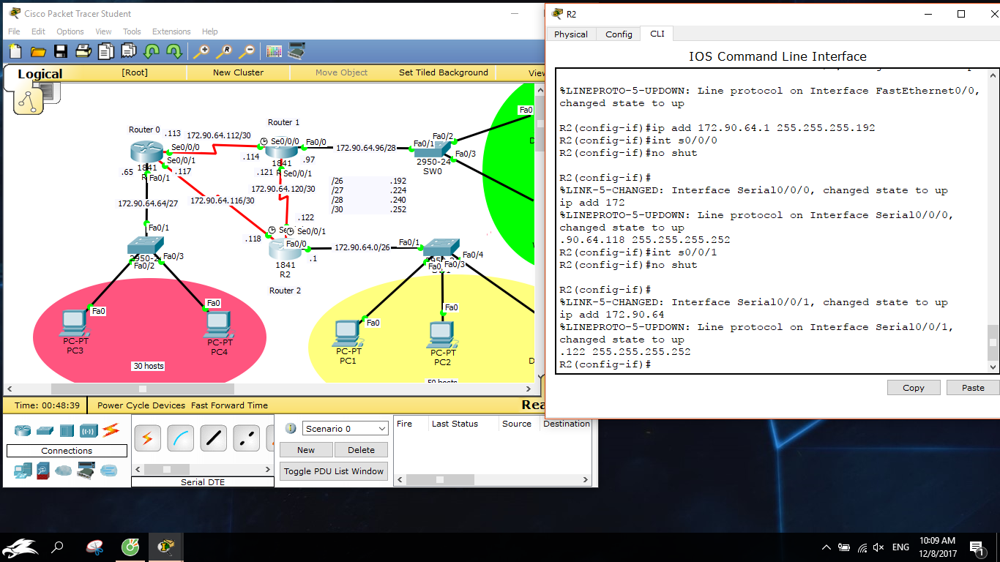 Cisco Packet Tracer Student
File Edit Options View Tools Extensions Help
Logical
[Root]
New Cluster
Move Object
Set Tiled Background
View
Router 0
.113
172.90.64.112/30
Router 1
Se0/0/0
Fa0/0
Se0/0/0
Se0/0/1
1841
.114
1841
.97
172.90.64.96/28
Fa0/1
Fa0/2
Fa0/3
2950-24
SW0
Fa0
.65
Fa0/1
.117
.121
Se0/0/1
172.90.64.120/30
172.90.64.64/27
172.90.64.116/30
/26 .192
/27 .224
/28 .240
/30 .252
.122
Fa0/1
.118
Se0/0/1
Fa0/0
172.90.64.0/26
Fa0/1
.1
1841
R2
Router 2
Fa0/3
Fa0/2
Fa0/4
Fa0/3
Fa0
Fa0
PC-PT
PC3
Fa0
PC-PT
PC4
30 hosts
Fa0
PC-PT
PC1
Fa0
PC-PT
PC2
Time: 00:48:39
Power Cycle Devices Fast Forward Time
Connections
Serial DTE
Scenario 0
New
Delete
Toggle PDU List Window
Fire
Last Status
Source
Destination
R2
Physical
Config
CLI
IOS Command Line Interface
%LINEPROTO-5-UPDOWN: Line protocol on Interface FastEthernet0/0,
changed state to up
R2(config-if)#ip add 172.90.64.1 255.255.255.192
R2(config-if)#int s0/0/0
R2(config-if)#no shut
R2(config-if)#
%LINK-5-CHANGED: Interface Serial0/0/0, changed state to up
ip add 172
%LINEPROTO-5-UPDOWN: Line protocol on Interface Serial0/0/0,
changed state to up
.90.64.118 255.255.255.252
R2(config-if)#int s0/0/1
R2(config-if)#no shut
R2(config-if)#
%LINK-5-CHANGED: Interface Serial0/0/1, changed state to up
ip add 172.90.64
%LINEPROTO-5-UPDOWN: Line protocol on Interface Serial0/0/1,
changed state to up
.122 255.255.255.252
R2(config-if)#
Copy
Paste
ENG
10:09 AM
12/8/2017
1